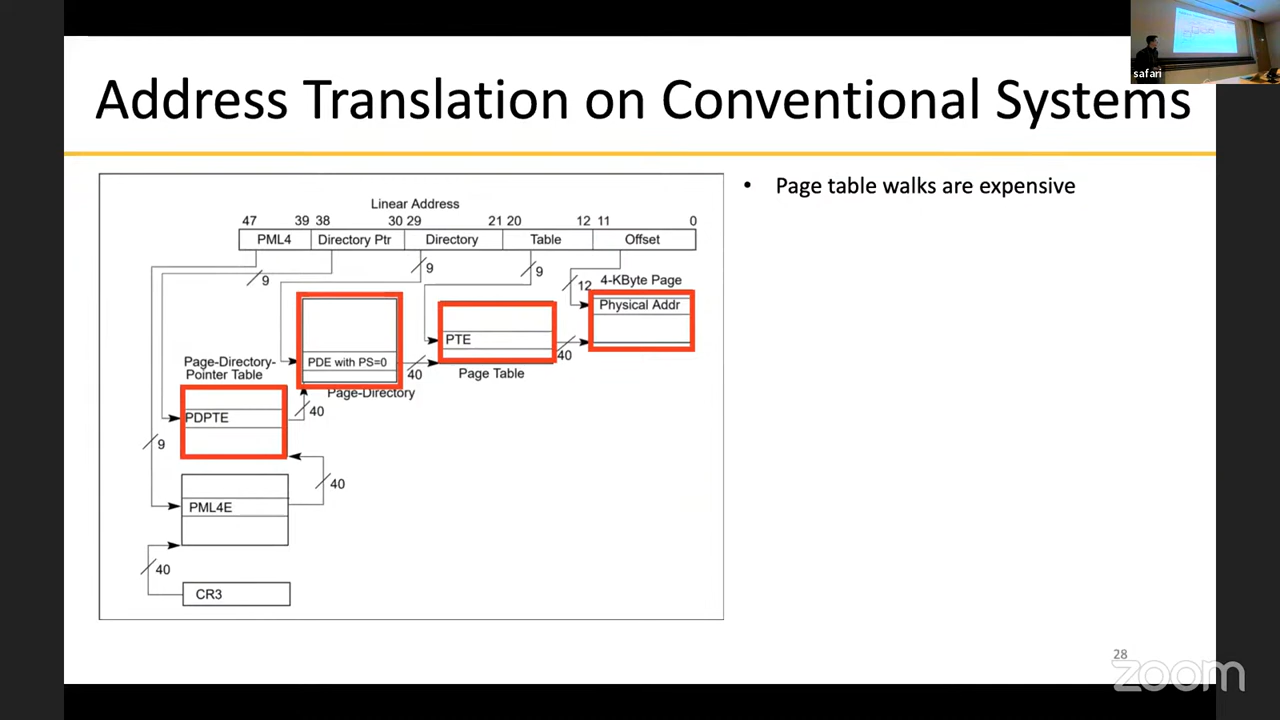 safari
Address Translation on Conventional Systems
• Page table walks are expensive
Linear Address
47 39 38 30 29 21 20 12 11 0
PML4 Directory Ptr Directory Table Offset
9 9 9
12 4-KByte Page
Physical Addr
PTE
40
Page Table
PDE with PS=0
40
Page-Directory
Page-Directory-
Pointer Table
40
PDPTE
9
40
PML4E
40
CR3
28
zoom